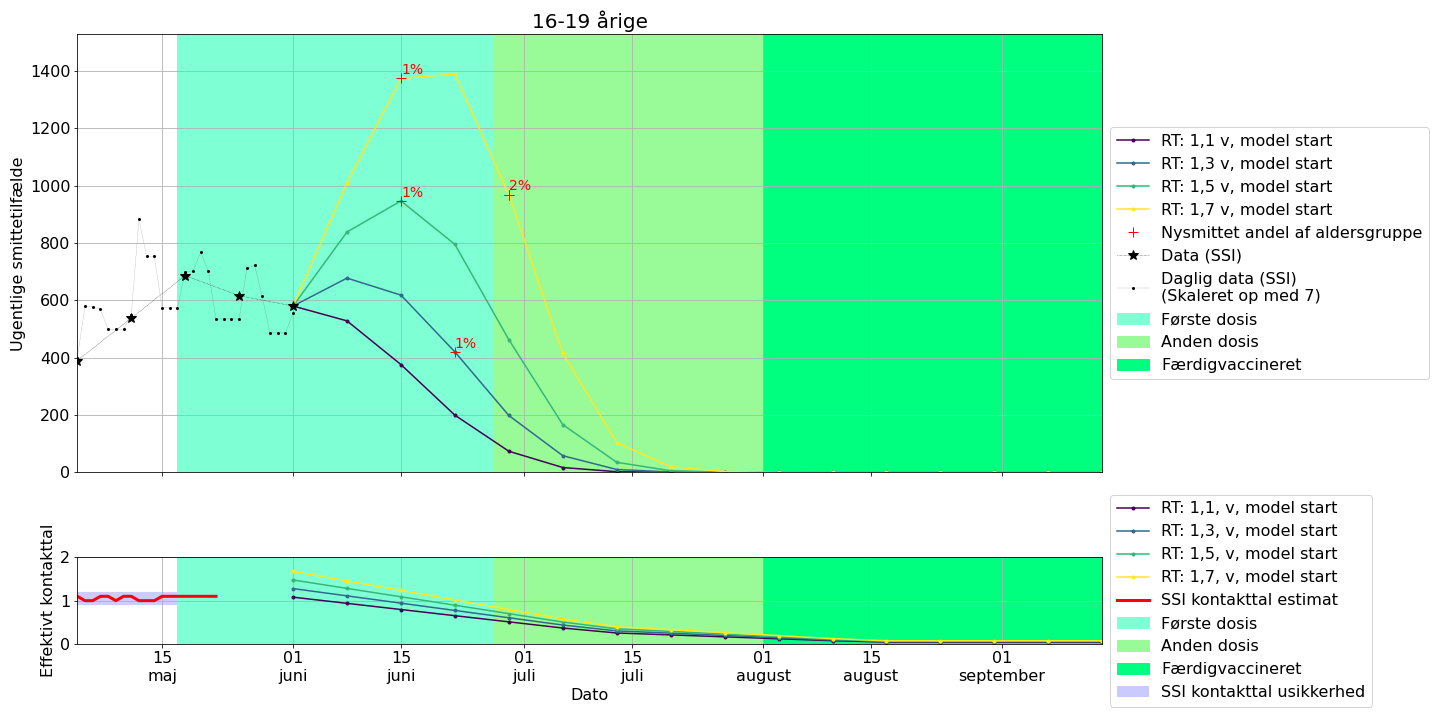 16-19 årige
Ugentlige smittetilfælde
1400
1200
1000
800
600
400
200
0
1%
1%
2%
1%
RT: 1,1 v, model start
RT: 1,3 v, model start
RT: 1,5 v, model start
RT: 1,7 v, model start
Nysmittet andel af aldersgruppe
Data (SSI)
Daglig data (SSI)
(Skaleret op med 7)
Første dosis
Anden dosis
Færdigvaccineret
Effektivt kontakttal
2
1
0
15 01 15 01 15 01 15 01
maj juni juni juli juli august august september
Dato
RT: 1,1, v, model start
RT: 1,3, v, model start
RT: 1,5, v, model start
RT: 1,7, v, model start
SSI kontakttal estimat
Første dosis
Anden dosis
Færdigvaccineret
SSI kontakttal usikkerhed